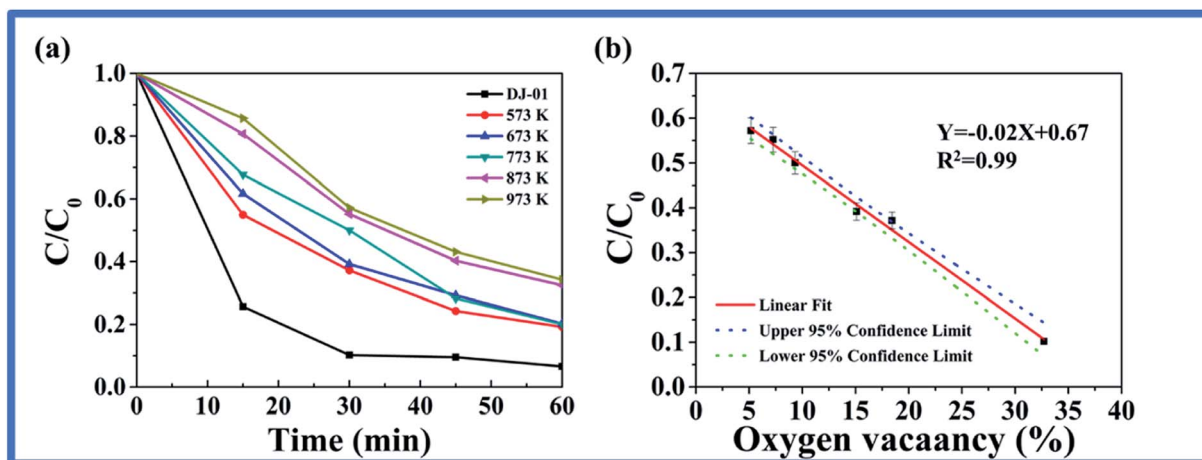 (a)
C/C0
1.0
0.8
0.6
0.4
0.2
0.0
0 10 20 30 40 50 60
Time (min)
DJ-01
573 K
673 K
773 K
873 K
973 K
(b)
C/C0
0.7
0.6
0.5
0.4
0.3
0.2
0.1
0.0
0 5 10 15 20 25 30 35 40
Oxygen vacaancy (%)
Y=-0.02X+0.67
R²=0.99
Linear Fit
Upper 95% Confidence Limit
Lower 95% Confidence Limit